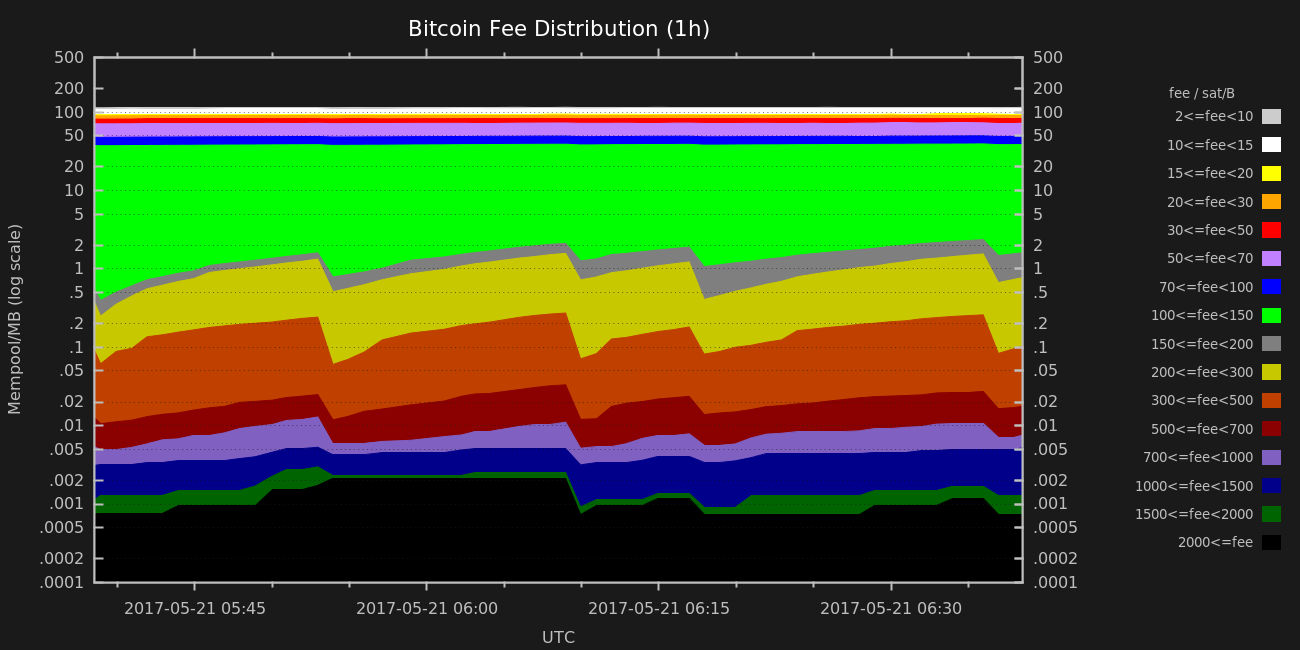 Bitcoin Fee Distribution (1h)
500
200
100
50
20
10
5
2
1
.5
.2
.1
.05
.02
.01
.005
.002
.001
.0005
.0002
.0001
Mempool/MB (log scale)
500
200
100
50
20
10
5
2
1
.5
.2
.1
.05
.02
.01
.005
.002
.001
.0005
.0002
.0001
2017-05-21 05:45
2017-05-21 06:00
2017-05-21 06:15
2017-05-21 06:30
UTC
fee / sat/B
2<=fee<10
10<=fee<15
15<=fee<20
20<=fee<30
30<=fee<50
50<=fee<70
70<=fee<100
100<=fee<150
150<=fee<200
200<=fee<300
300<=fee<500
500<=fee<700
700<=fee<1000
1000<=fee<1500
1500<=fee<2000
2000<=fee